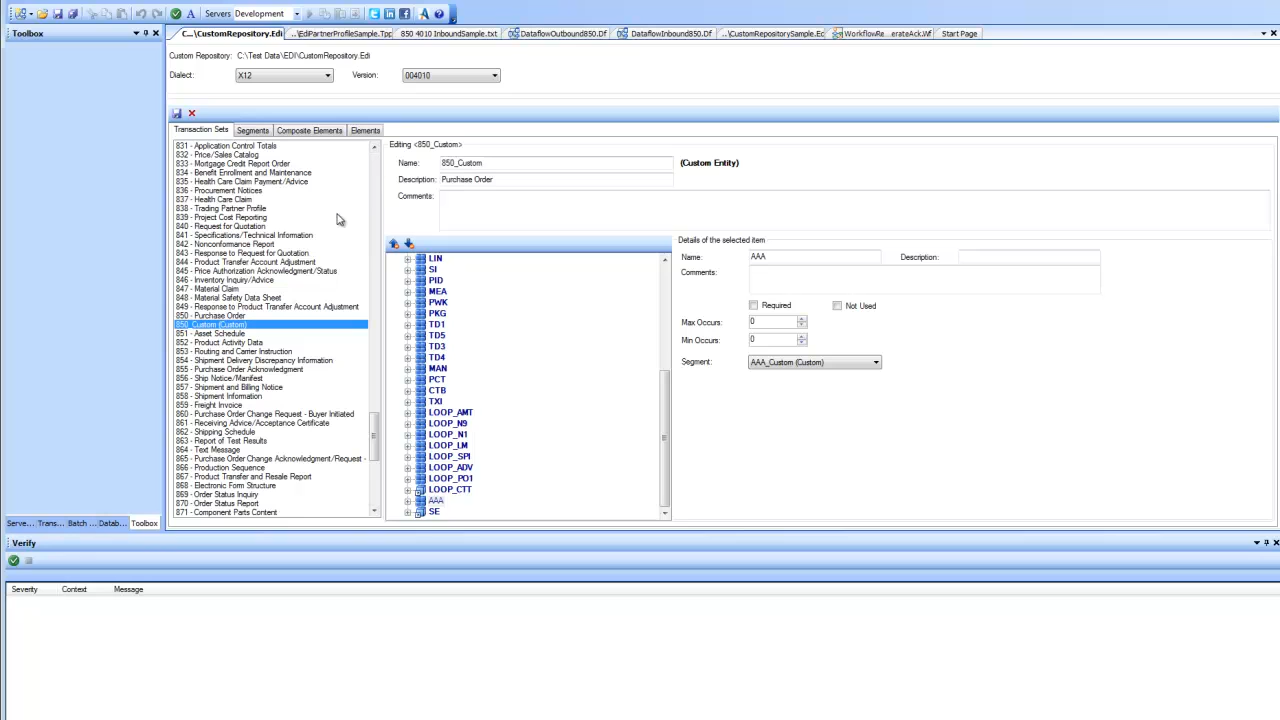 Servers Development
Toolbox
C...\CustomRepository.Edi ..\EdiPartnerProfileSample.Tpp 850 4010 InboundSample.txt DataflowOutbound850.Df DataflowInbound850.Df ..\CustomRepositorySample.Ec WorkflowRe...erateAck.Wf Start Page
Custom Repository: C:\Test Data\EDI\CustomRepository.Edi
Dialect: X12 Version: 004010
Transaction Sets Segments Composite Elements Elements
831 - Application Control Totals
832 - Price/Sales Catalog
833 - Mortgage Credit Report Order
834 - Benefit Enrollment and Maintenance
835 - Health Care Claim Payment/Advice
836 - Procurement Notices
837 - Health Care Claim
838 - Trading Partner Profile
839 - Project Cost Reporting
840 - Request for Quotation
841 - Specifications/Technical Information
842 - Nonconformance Report
843 - Response to Request for Quotation
844 - Product Transfer Account Adjustment
845 - Price Authorization Acknowledgment/Status
846 - Inventory Inquiry/Advice
847 - Material Claim
848 - Material Safety Data Sheet
849 - Response to Product Transfer Account Adjustment
850 - Purchase Order
850_Custom (Custom)
851 - Asset Schedule
852 - Product Activity Data
853 - Routing and Carrier Instruction
854 - Shipment Delivery Discrepancy Information
855 - Purchase Order Acknowledgment
856 - Ship Notice/Manifest
857 - Shipment and Billing Notice
858 - Shipment Information
859 - Freight Invoice
860 - Purchase Order Change Request - Buyer Initiated
861 - Receiving Advice/Acceptance Certificate
862 - Shipping Schedule
863 - Report of Test Results
864 - Text Message
865 - Purchase Order Change Acknowledgment/Request -
866 - Production Sequence
867 - Product Transfer and Resale Report
868 - Electronic Form Structure
869 - Order Status Inquiry
870 - Order Status Report
871 - Component Parts Content
Editing <850_Custom>
Name: 850_Custom (Custom Entity)
Description: Purchase Order
Comments:
LIN
SI
PID
MEA
PWK
PKG
TD1
TD5
TD3
TD4
MAN
PCT
CTB
TXI
LOOP_AMT
LOOP_N9
LOOP_N1
LOOP_LM
LOOP_SPI
LOOP_ADV
LOOP_PO1
LOOP_CTT
AAA
SE
Details of the selected item
Name: AAA Description:
Comments:
Required Not Used
Max Occurs: 0
Min Occurs: 0
Segment: AAA_Custom (Custom)
Serve... Trans... Batch ... Datab... Toolbox
Verify
Severity Context Message